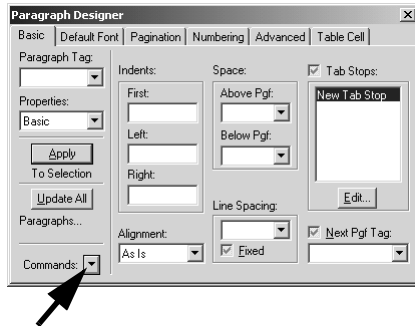 Paragraph Designer
Basic Default Font Pagination Numbering Advanced Table Cell
Paragraph Tag:
Properties:
Basic
Apply
To Selection
Update All
Paragraphs...
Commands:
Indents:
First:
Left:
Right:
Alignment:
As Is
Space:
Above Pgf:
Below Pgf:
Line Spacing:
Fixed
Tab Stops:
New Tab Stop
Edit...
Next Pgf Tag: